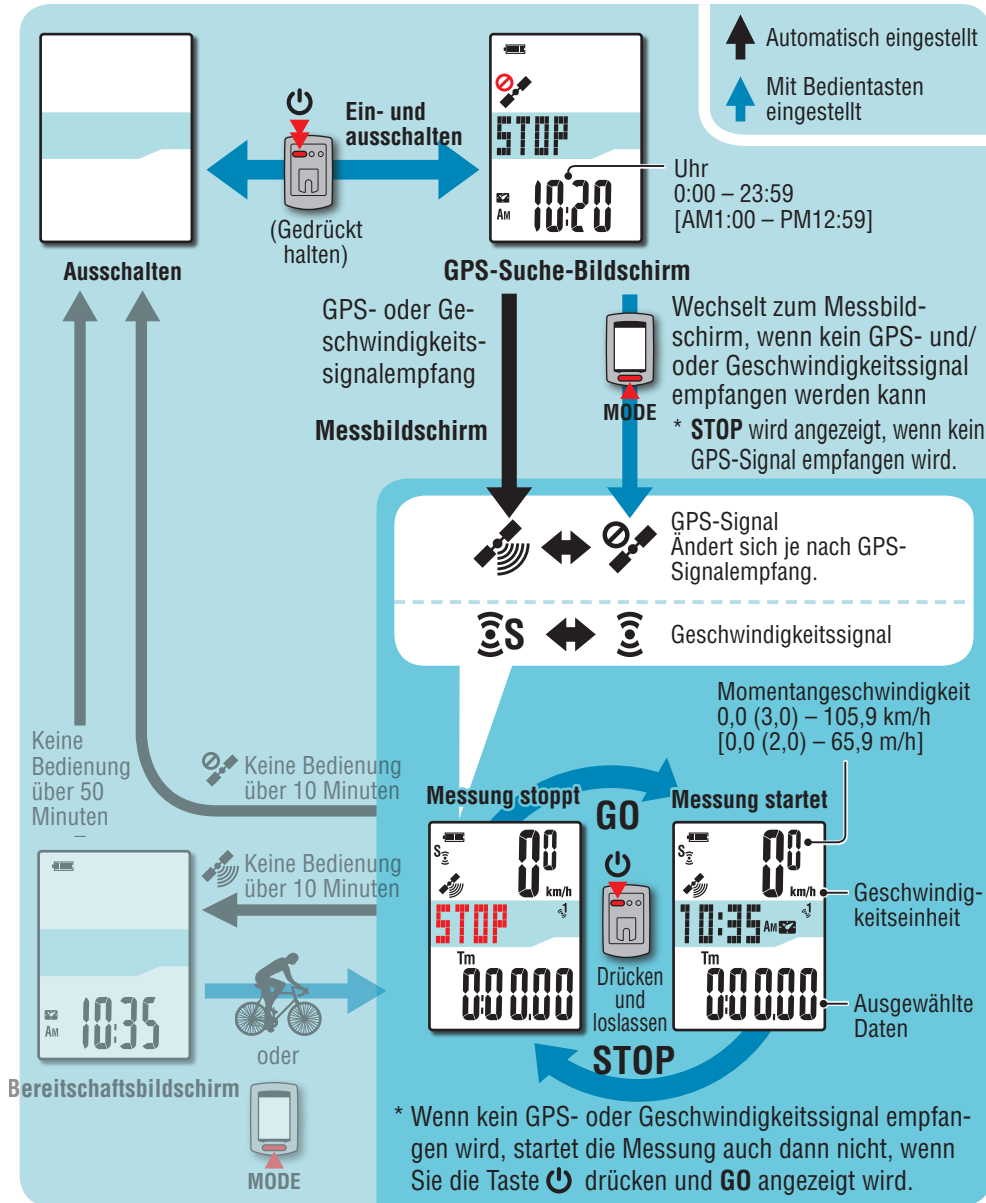 Automatisch eingestellt
Mit Bedientasten
eingestellt
Ein- und
ausschalten
(Gedrückt
halten)
STOP
AM 10:20
Uhr
0:00 – 23:59
[AM1:00 – PM12:59]
Ausschalten
GPS-Suche-Bildschirm
GPS- oder Ge-
schwindigkeits-
signalempfang
Messbildschirm
MODE
Wechselt zum Messbild-
schirm, wenn kein GPS- und/
oder Geschwindigkeitssignal
empfangen werden kann
* STOP wird angezeigt, wenn kein
GPS-Signal empfangen wird.
GPS-Signal
Ändert sich je nach GPS-
Signalempfang.
S
Geschwindigkeitssignal
Momentangeschwindigkeit
0,0 (3,0) – 105,9 km/h
[0,0 (2,0) – 65,9 m/h]
Keine
Bedienung
über 50
Minuten
Keine Bedienung
über 10 Minuten
Keine Bedienung
über 10 Minuten
AM 10:35
Bereitschaftsbildschirm
oder
MODE
Messung stoppt
S
00
km/h
STOP
1
Tm
0:00.00
GO
Drücken
und
loslassen
STOP
Messung startet
S
00
km/h
10:35 AM
1
Tm
0:00.00
Geschwindig-
keitseinheit
Ausgewählte
Daten
* Wenn kein GPS- oder Geschwindigkeitssignal empfan-
gen wird, startet die Messung auch dann nicht, wenn
Sie die Taste drücken und GO angezeigt wird.